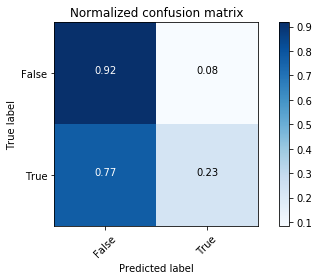 Normalized confusion matrix
True label
False
0.92
0.08
True
0.77
0.23
False
True
Predicted label
0.9
0.8
0.7
0.6
0.5
0.4
0.3
0.2
0.1